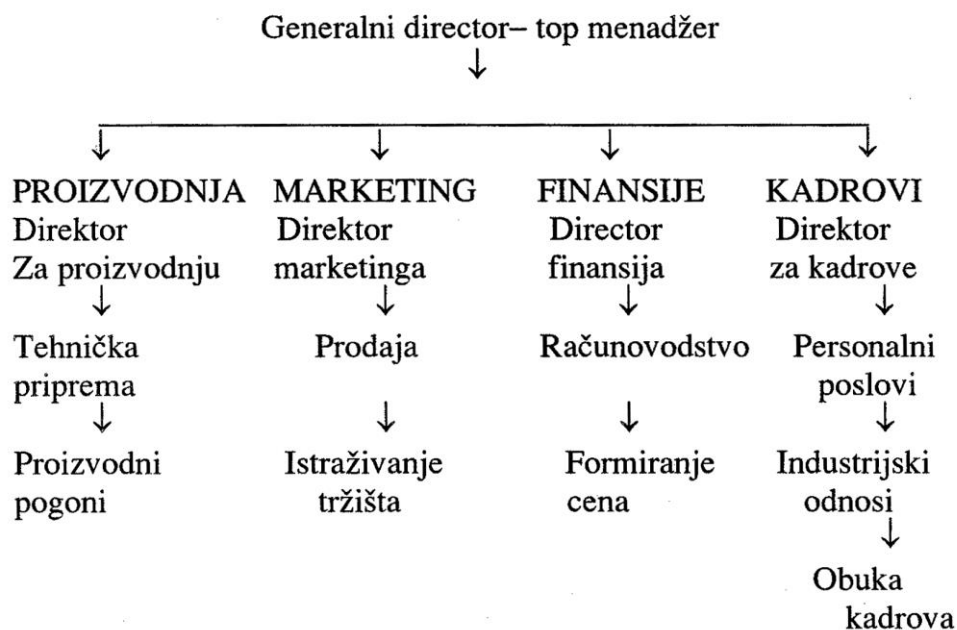 Generalni director– top menadžer
PROIZVODNJA MARKETING FINANSIJE KADROVI
Direktor Direktor Director Direktor
Za proizvodnju marketinga finansija za kadrove
Tehnička Prodaja Računovodstvo Personalni
priprema poslovi
Proizvodni Istraživanje Formiranje Industrijski
pogoni tržišta cena odnosi
Obuka
kadrova